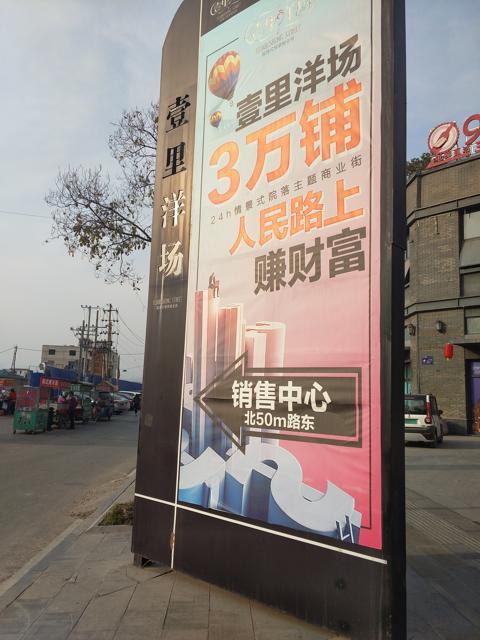 壹里洋场
壹里洋场
3万铺
24h情景式院落主题商业街
人民路上
赚财富
销售中心
北50m路东
9